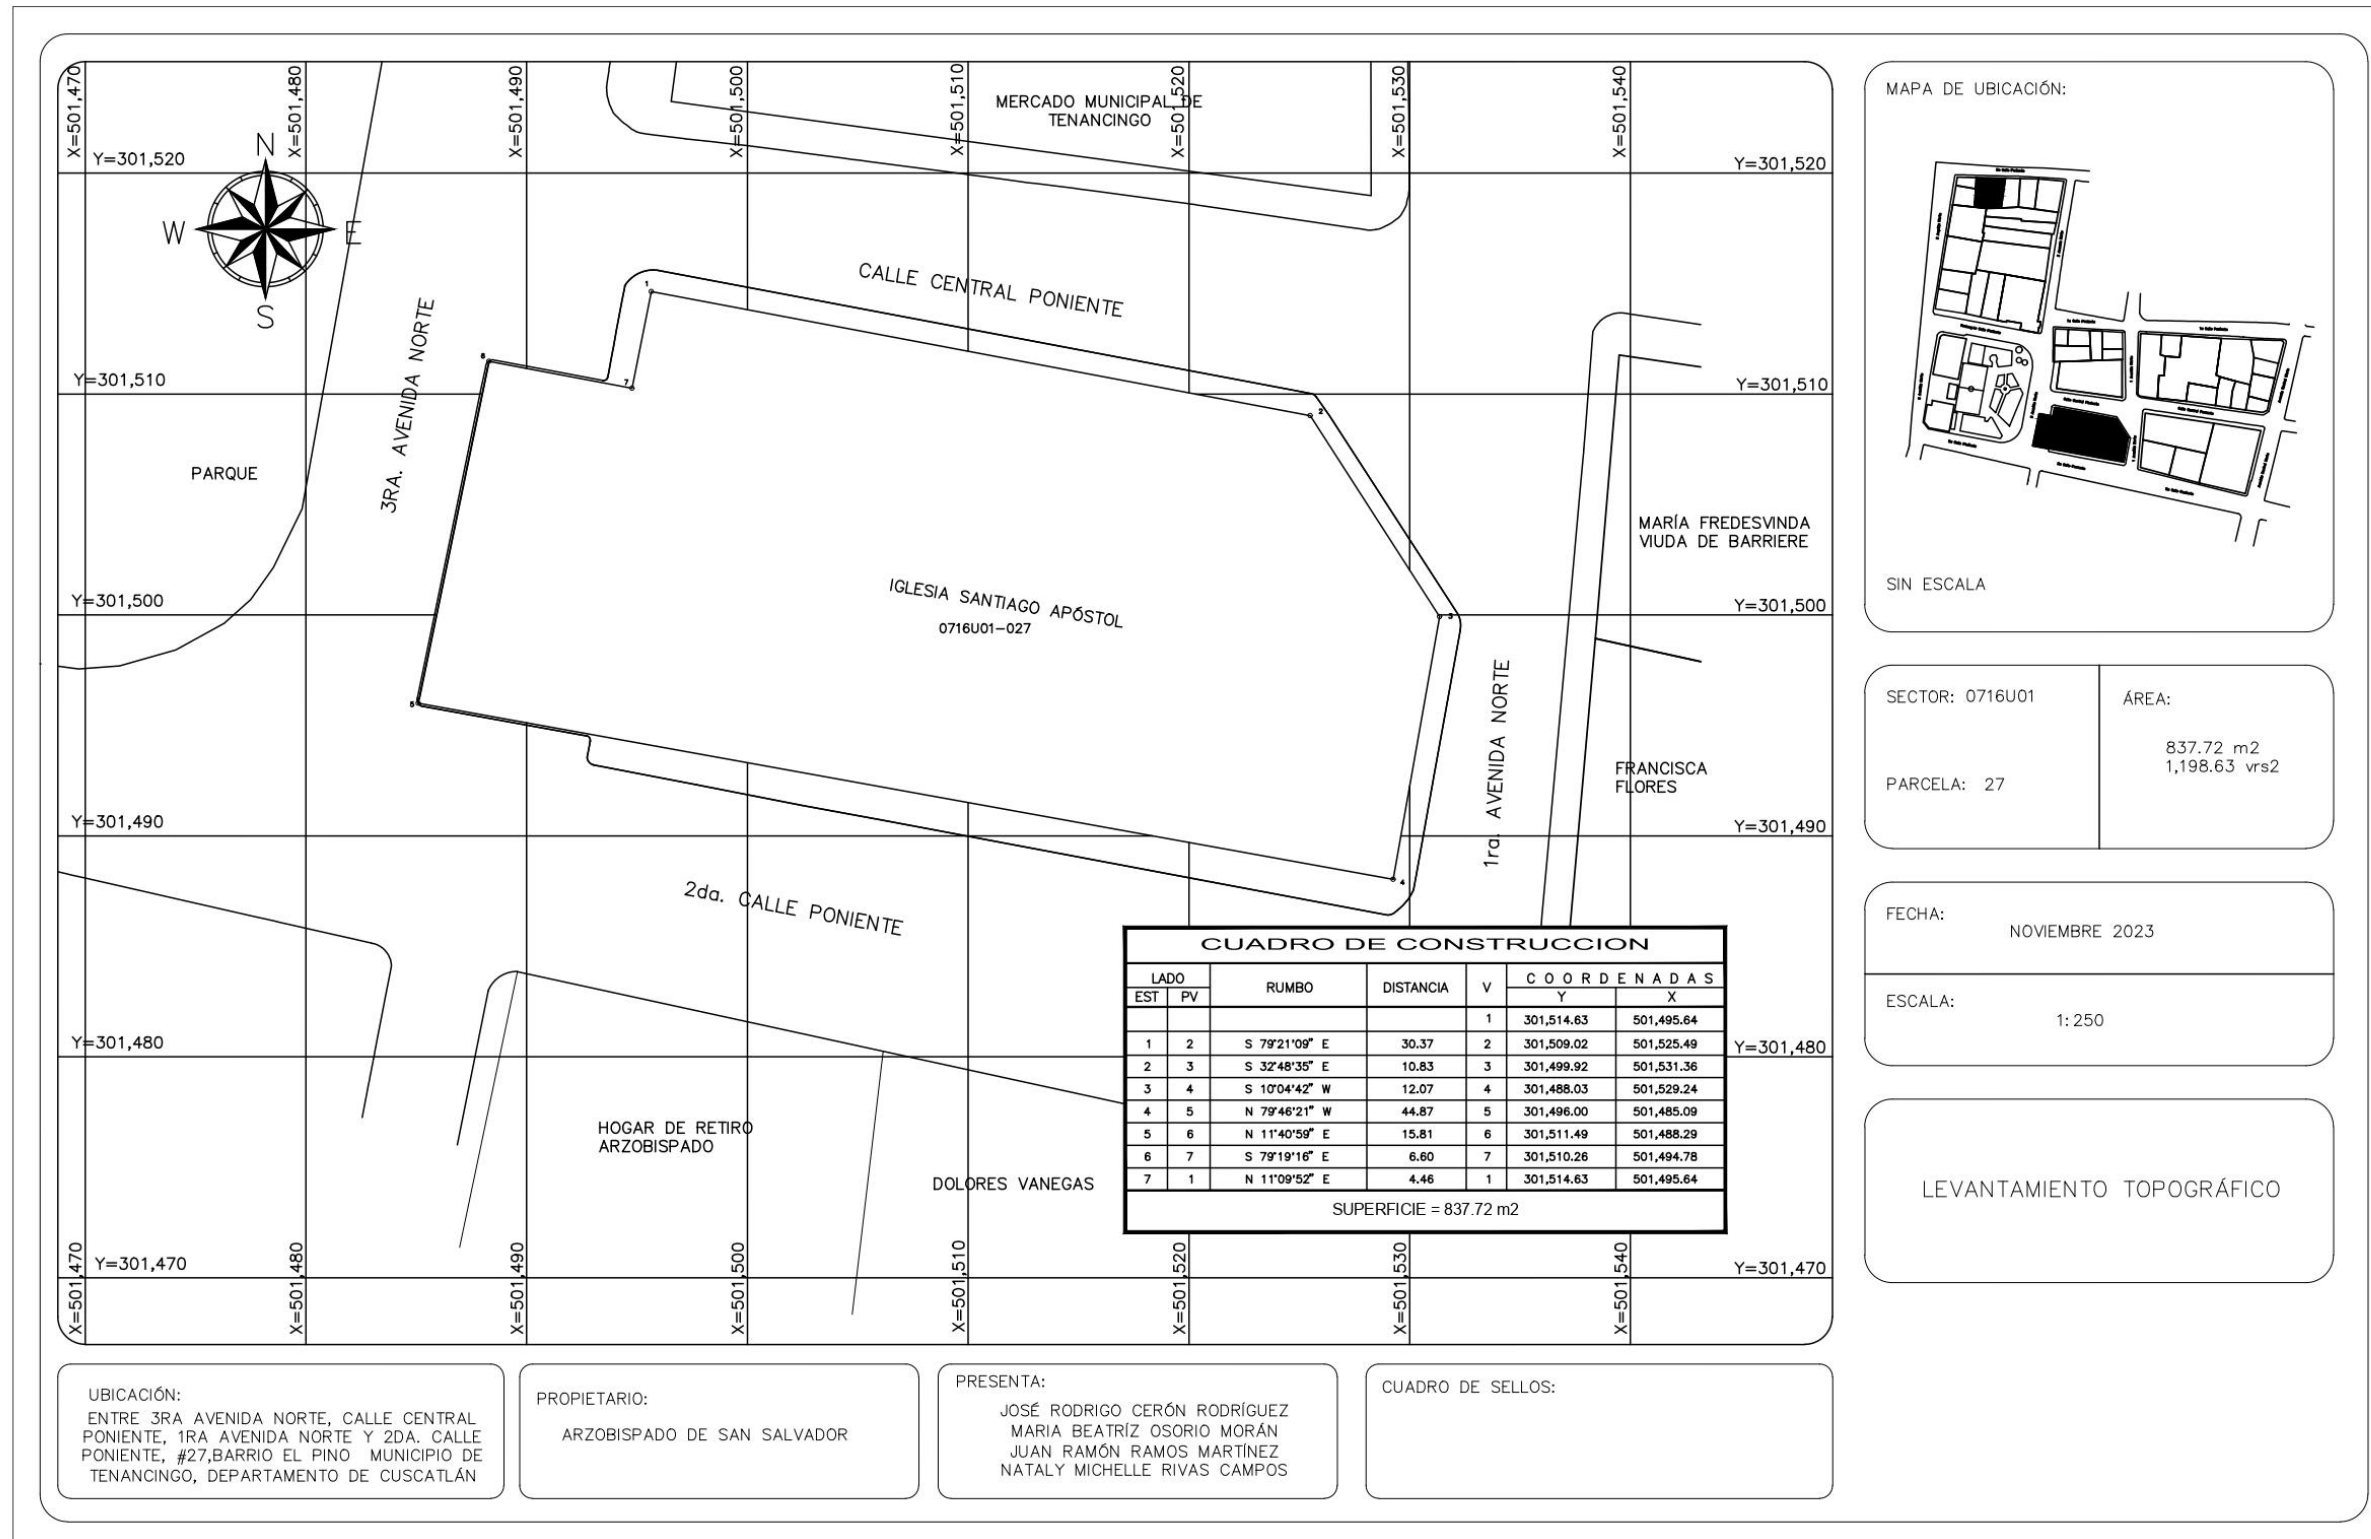 X=501,470
X=501,480
X=501,490
X=501,500
X=501,510
X=501,520
X=501,530
X=501,540
MERCADO MUNICIPAL DE
TENANCINGO
Y=301,520
Y=301,520
N
W
E
S
CALLE CENTRAL PONIENTE
3RA. AVENIDA NORTE
1
6
7
2
Y=301,510
Y=301,510
PARQUE
MARÍA FREDESVINDA
VIUDA DE BARRIERE
IGLESIA SANTIAGO APÓSTOL
0716U01-027
Y=301,500
Y=301,500
3
1ra. AVENIDA NORTE
5
FRANCISCA
FLORES
Y=301,490
Y=301,490
4
2da. CALLE PONIENTE
Y=301,480
Y=301,480
HOGAR DE RETIRO
ARZOBISPADO
DOLORES VANEGAS
Y=301,470
Y=301,470
X=501,470
X=501,480
X=501,490
X=501,500
X=501,510
X=501,520
X=501,530
X=501,540
CUADRO DE CONSTRUCCION
LADO RUMBO DISTANCIA V COORDENADAS
EST PV Y X
1 301,514.63 501,495.64
1 2 S 79°21'09" E 30.37 2 301,509.02 501,525.49
2 3 S 32°48'35" E 10.83 3 301,499.92 501,531.36
3 4 S 10°04'42" W 12.07 4 301,488.03 501,529.24
4 5 N 79°46'21" W 44.87 5 301,496.00 501,485.09
5 6 N 11°40'59" E 15.81 6 301,511.49 501,488.29
6 7 S 79°19'16" E 6.60 7 301,510.26 501,494.78
7 1 N 11°09'52" E 4.46 1 301,514.63 501,495.64
SUPERFICIE = 837.72 m2
MAPA DE UBICACIÓN:
SIN ESCALA
SECTOR: 0716U01
PARCELA: 27
ÁREA:
837.72 m2
1,198.63 vrs2
FECHA:
NOVIEMBRE 2023
ESCALA:
1:250
LEVANTAMIENTO TOPOGRÁFICO
UBICACIÓN:
ENTRE 3RA AVENIDA NORTE, CALLE CENTRAL
PONIENTE, 1RA AVENIDA NORTE Y 2DA. CALLE
PONIENTE, #27,BARRIO EL PINO MUNICIPIO DE
TENANCINGO, DEPARTAMENTO DE CUSCATLÁN
PROPIETARIO:
ARZOBISPADO DE SAN SALVADOR
PRESENTA:
JOSÉ RODRIGO CERÓN RODRÍGUEZ
MARIA BEATRÍZ OSORIO MORÁN
JUAN RAMÓN RAMOS MARTÍNEZ
NATALY MICHELLE RIVAS CAMPOS
CUADRO DE SELLOS: